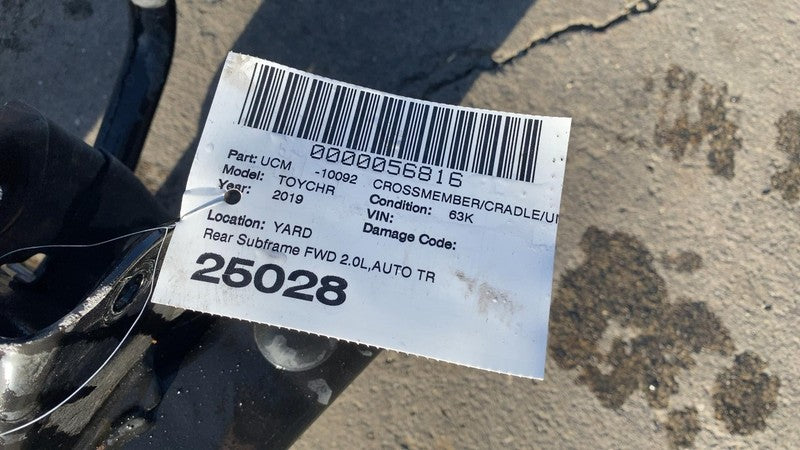 0000056816
Part: UCM -10092 CROSSMEMBER/CRADLE/U
Model: TOYCHR Condition: 63K
Year: 2019 VIN:
Location: YARD Damage Code:
Rear Subframe FWD 2.0L,AUTO TR
25028